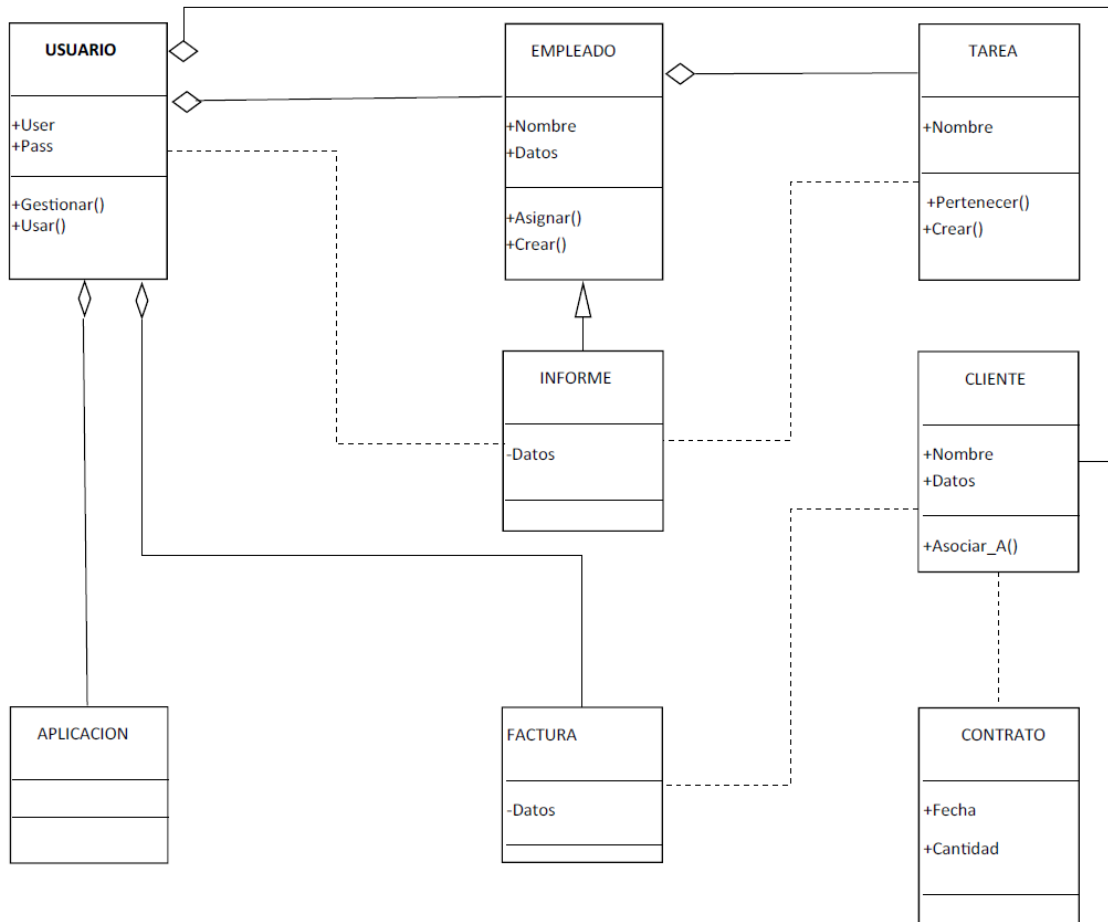 USUARIO
+User
+Pass
+Gestionar()
+Usar()
EMPLEADO
+Nombre
+Datos
+Asignar()
+Crear()
TAREA
+Nombre
+Pertenecer()
+Crear()
INFORME
-Datos
CLIENTE
+Nombre
+Datos
+Asociar_A()
APLICACION
FACTURA
-Datos
CONTRATO
+Fecha
+Cantidad